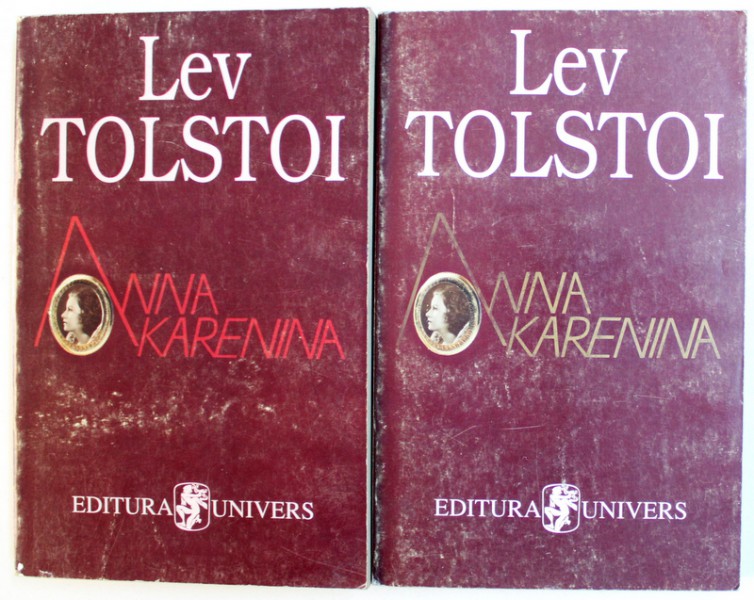 Lev
TOLSTOI
ANNA
KARENINA
EDITURA UNIVERS
Lev
TOLSTOI
ANNA
KARENINA
EDITURA UNIVERS